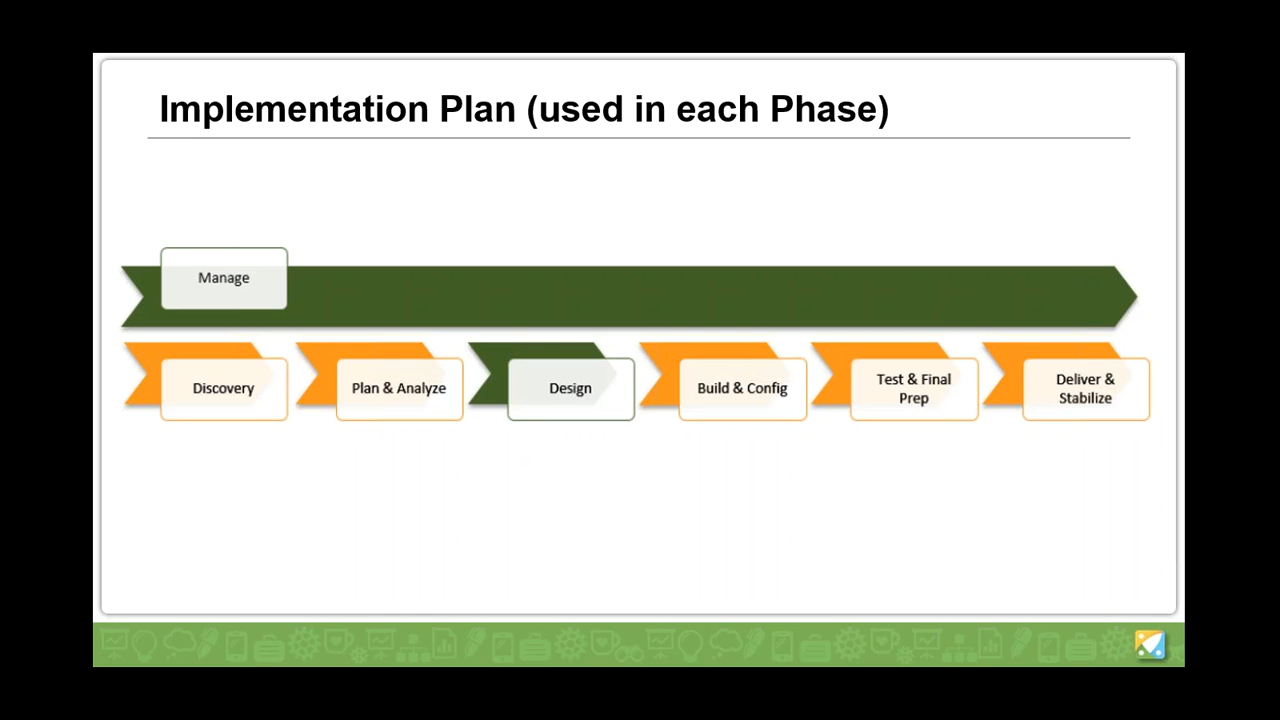 Implementation Plan (used in each Phase)
Manage
Discovery
Plan & Analyze
Design
Build & Config
Test & Final
Prep
Deliver &
Stabilize